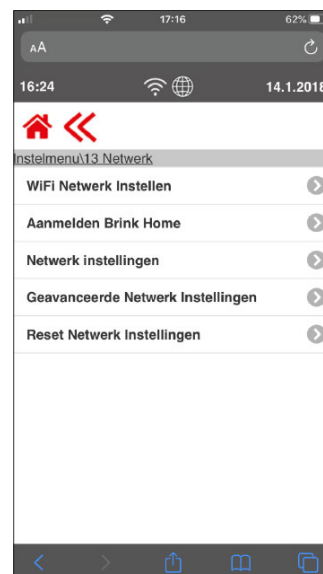 17:16 62%
AA
16:24 14.1.2018
Instelmenu\13 Netwerk
WiFi Netwerk Instellen
Aanmelden Brink Home
Netwerk instellingen
Geavanceerde Netwerk Instellingen
Reset Netwerk Instellingen